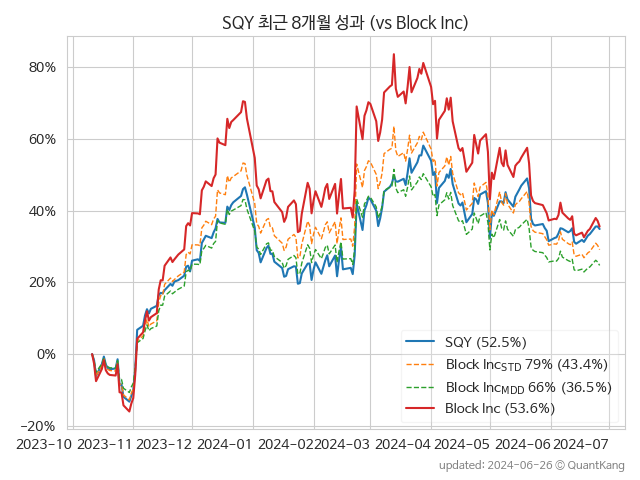 SQY 최근 8개월 성과 (vs Block Inc)
80%
60%
40%
20%
0%
−20%
2023-10 2023-11 2023-12 2024-01 2024-02 2024-03 2024-04 2024-05 2024-06 2024-07
SQY (52.5%)
Block Inc_STD 79% (43.4%)
Block Inc_MDD 66% (36.5%)
Block Inc (53.6%)
updated: 2024-06-26 © QuantKang